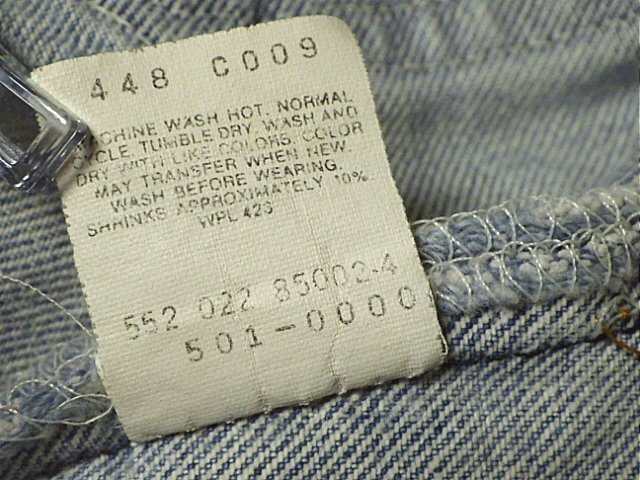 448 C009
MACHINE WASH HOT, NORMAL
CYCLE. TUMBLE DRY. WASH AND
DRY WITH LIKE COLORS. COLOR
MAY TRANSFER WHEN NEW.
WASH BEFORE WEARING.
SHRINKS APPROXIMATELY 10%.
WPL 423
552 022 85002-4
501-0000